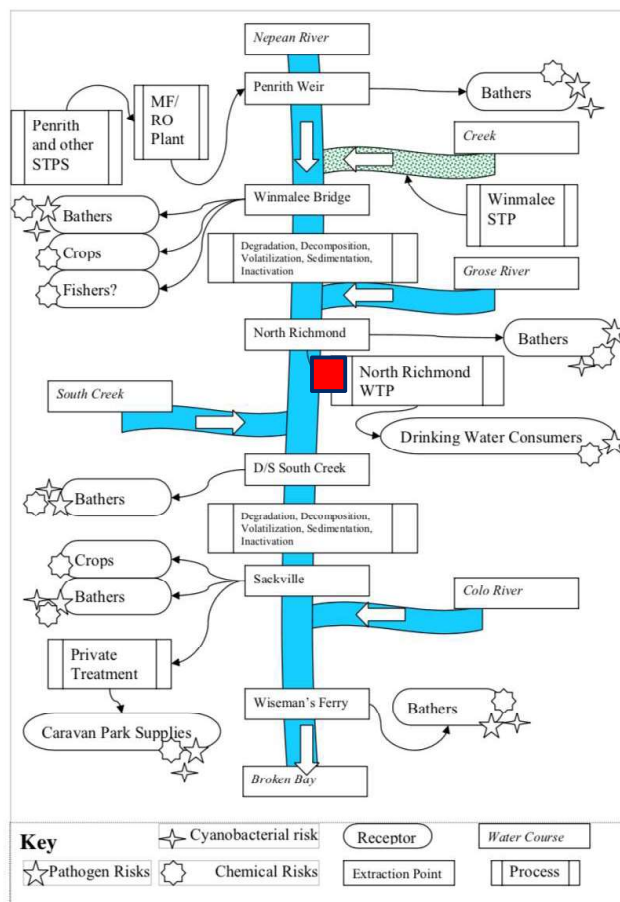 Nepean River
Penrith Weir
Bathers
MF/
RO
Plant
Penrith
and other
STPS
Creek
Winmalee
STP
Winmalee Bridge
Bathers
Crops
Fishers?
Degradation, Decomposition,
Volatilization, Sedimentation,
Inactivation
Grose River
North Richmond
Bathers
North Richmond
WTP
South Creek
Drinking Water Consumers
D/S South Creek
Bathers
Degradation, Decomposition,
Volatilization, Sedimentation,
Inactivation
Crops
Sackville
Bathers
Colo River
Private
Treatment
Wiseman's Ferry
Bathers
Caravan Park Supplies
Broken Bay
Key
Cyanobacterial risk
Receptor
Water Course
Pathogen Risks
Chemical Risks
Extraction Point
Process